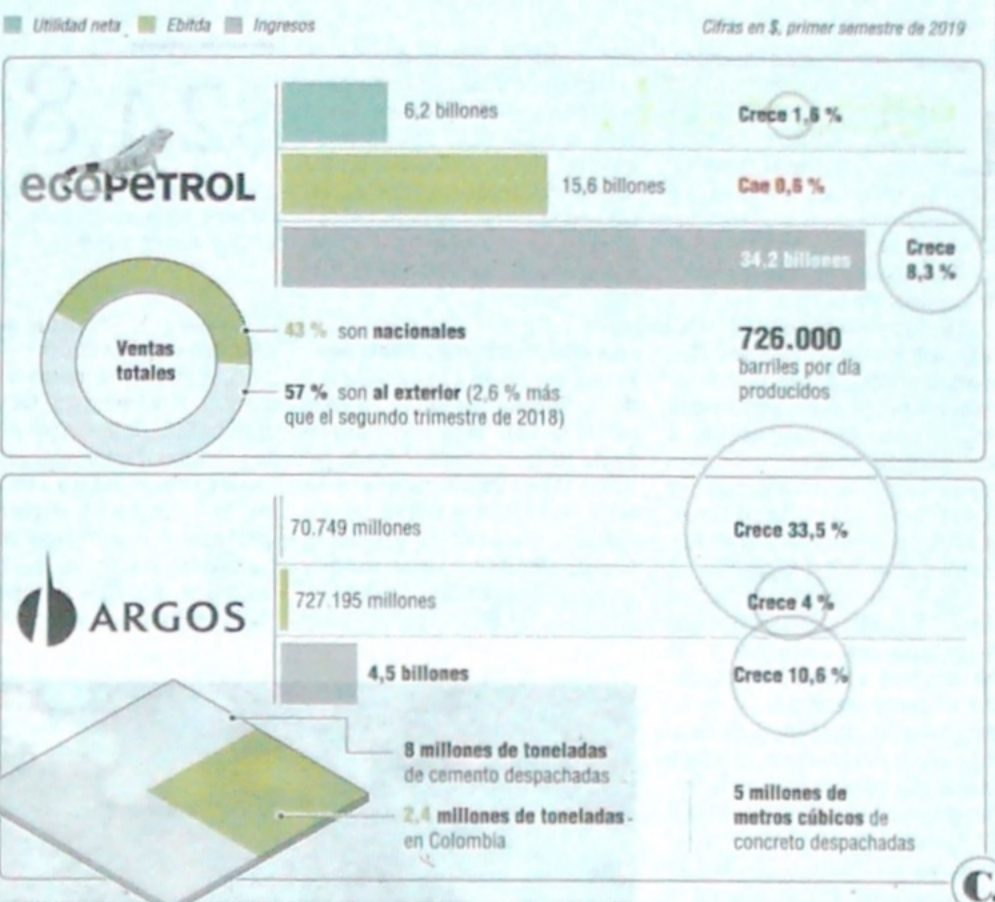 Utilidad neta Ebitda Ingresos
Cifras en $, primer semestre de 2019
ecopetrol
6,2 billones
Crece 1,6 %
15,6 billones
Cae 0,6 %
34,2 billones
Crece
8,3 %
Ventas
totales
43 % son nacionales
57 % son al exterior (2,6 % más
que el segundo trimestre de 2018)
726.000
barriles por día
producidos
ARGOS
70.749 millones
Crece 33,5 %
727.195 millones
Crece 4 %
4,5 billones
Crece 10,6 %
8 millones de toneladas
de cemento despachadas
2,4 millones de toneladas
en Colombia
5 millones de
metros cúbicos de
concreto despachadas